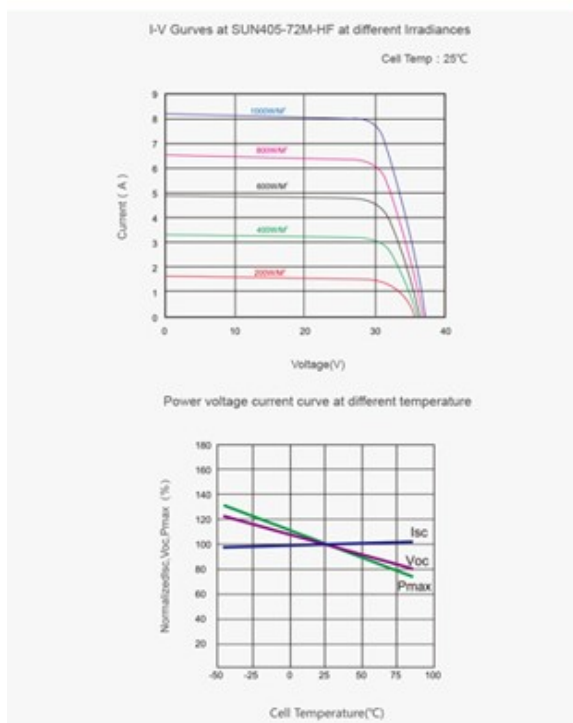 I-V Gurves at SUN405-72M-HF at different Irradiances
Cell Temp : 25℃
9
8
7
6
5
4
3
2
1
0
1000W/M²
800W/M²
600W/M²
400W/M²
200W/M²
Current ( A )
0 10 20 30 40
Voltage(V)
Power voltage current curve at different temperature
180
160
140
120
100
80
60
40
20
Isc
Voc
Pmax
NormalizedIsc,Voc,Pmax (%)
-50 -25 0 25 50 75 100
Cell Temperature(℃)